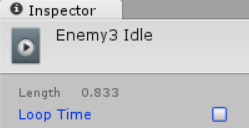 Inspector
Enemy3 Idle
Length 0.833
Loop Time